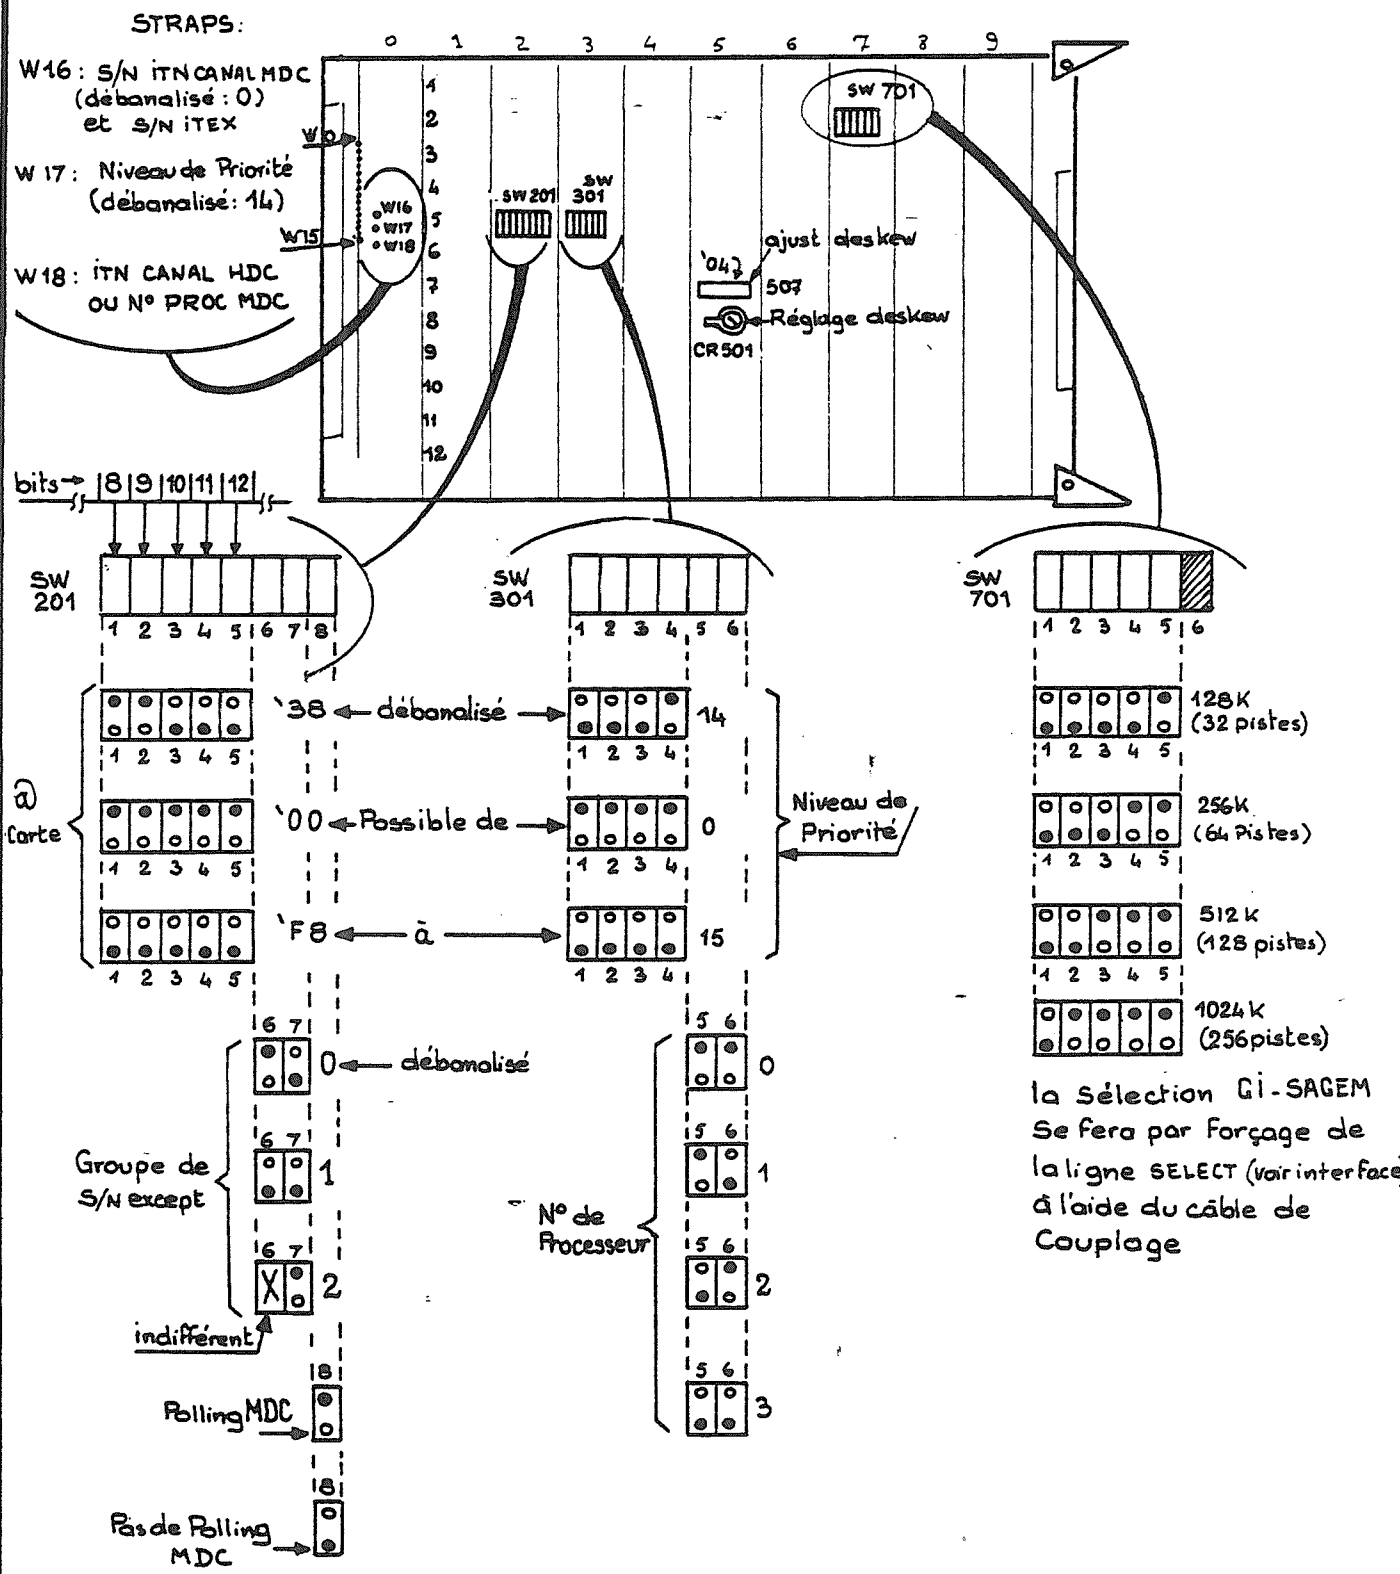 STRAPS:
W16: S/N iTN CANAL MDC
(débanalisé: 0)
et S/N iTEX
W17: Niveau de Priorité
(débanalisé: 14)
W18: iTN CANAL HDC
OU N° PROC MDC
0 1 2 3 4 5 6 7 8 9
1
2
3
4
5
6
7
8
9
10
11
12
W0
W15
W16
W17
W18
SW 201
SW
301
SW 701
ajust deskew
'04
507
Réglage deskew
CR501
bits 8 9 10 11 12
SW
201
1 2 3 4 5 6 7 8
SW
301
1 2 3 4 5 6
SW
701
1 2 3 4 5 6
'38 débanalisé 14
1 2 3 4 5
1 2 3 4
128K
(32 pistes)
1 2 3 4 5
@
Carte
'00 Possible de 0
1 2 3 4 5
1 2 3 4
Niveau de
Priorité
256K
(64 Pistes)
1 2 3 4 5
'F8 à 15
1 2 3 4 5
1 2 3 4
512K
(128 pistes)
1 2 3 4 5
1024K
(256 pistes)
6 7
0 débanalisé
6 7
1
6 7
X 2
Groupe de
S/N except
indifférent
8
Polling MDC
8
Pas de Polling
MDC
5 6
0
5 6
1
5 6
2
5 6
3
N° de
Processeur
la Sélection Ci-SAGEM
Se fera par Forçage de
la ligne SELECT (voir interface)
à l'aide du câble de
Couplage